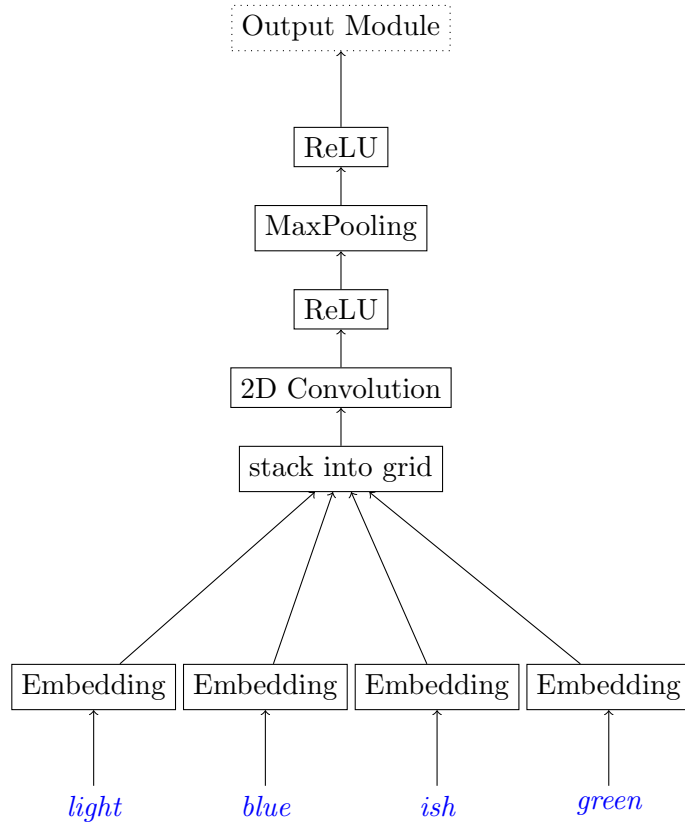 Output Module
ReLU
MaxPooling
ReLU
2D Convolution
stack into grid
Embedding Embedding Embedding Embedding
light blue ish green